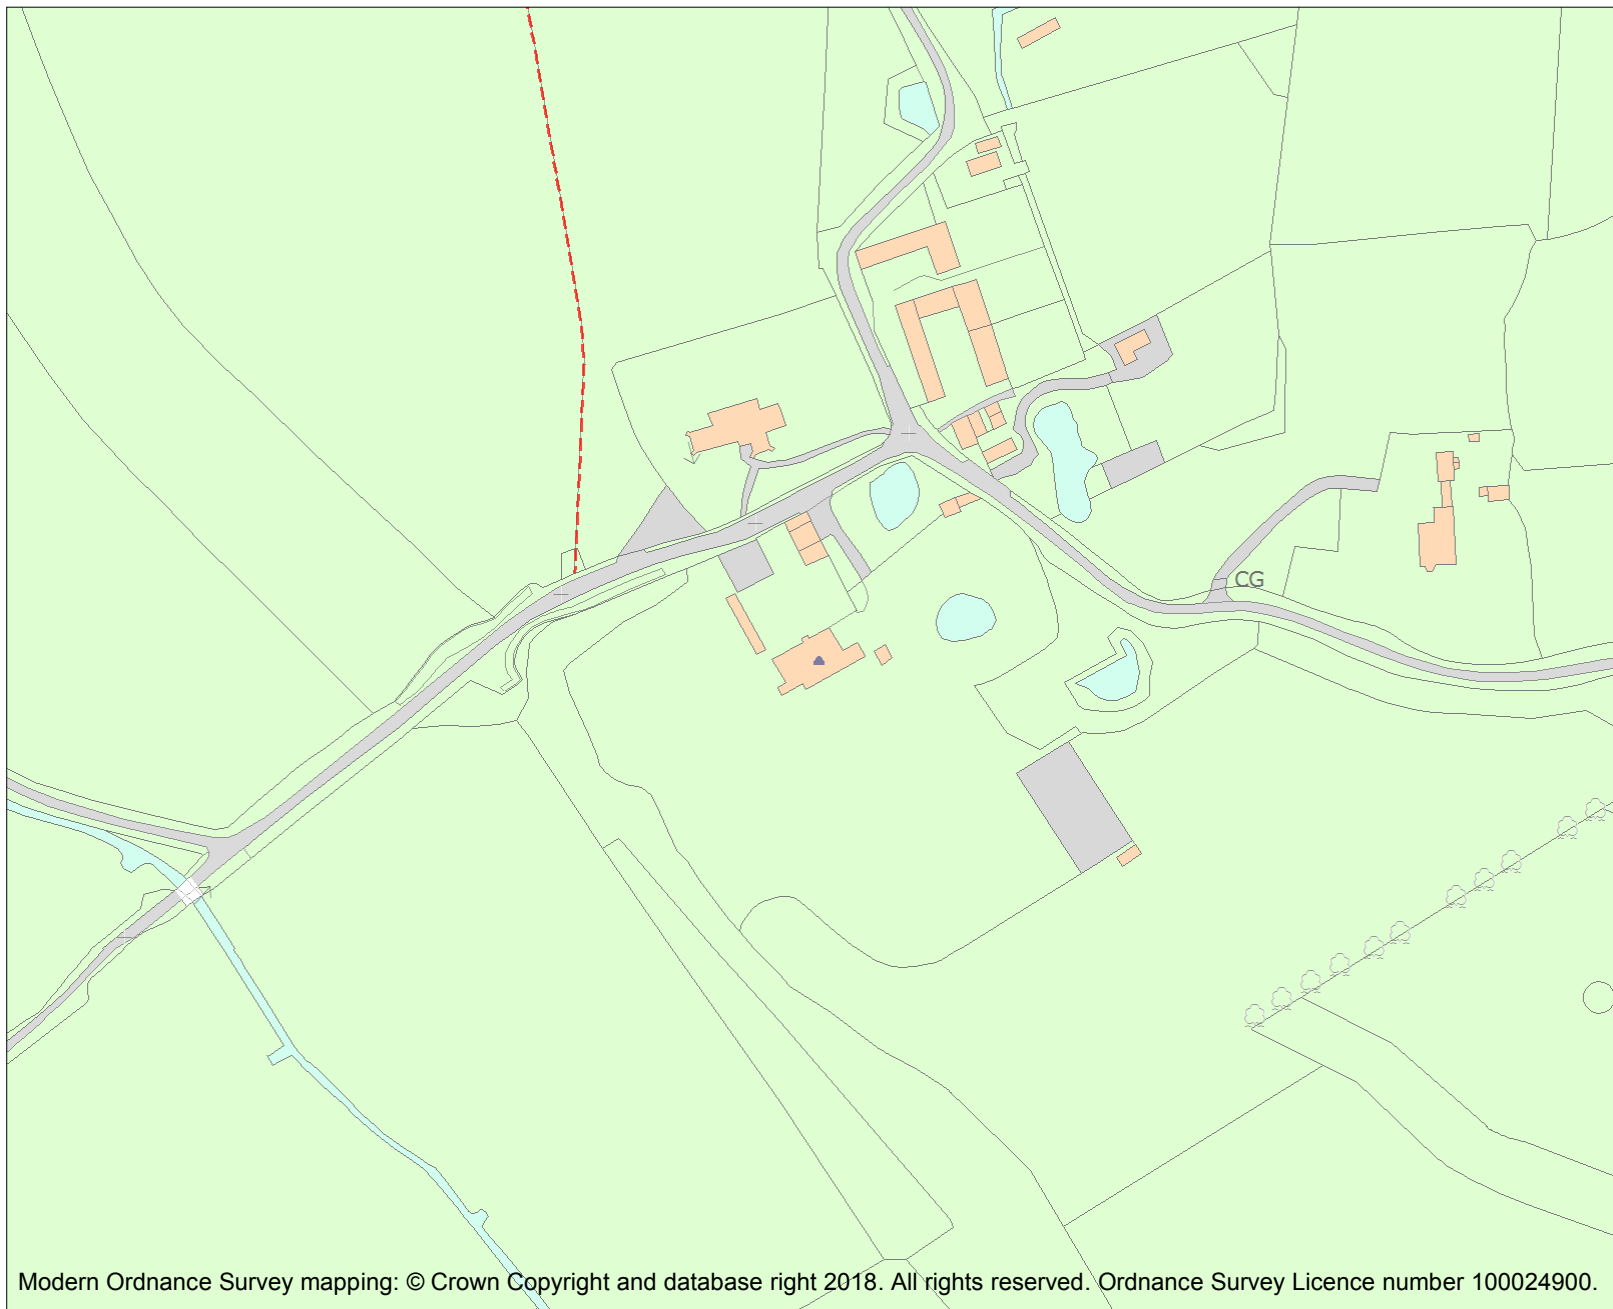 CG
Modern Ordnance Survey mapping: © Crown Copyright and database right 2018. All rights reserved. Ordnance Survey Licence number 100024900.